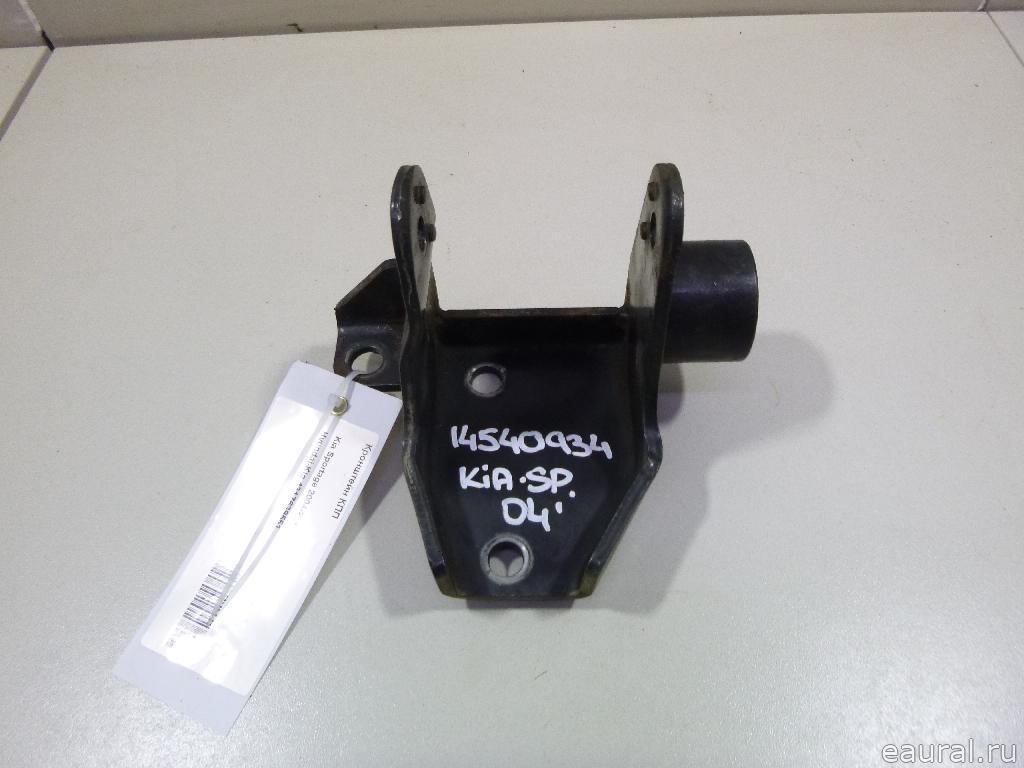 14540934
KiA·SP.
04'
Кронштейн КПП
Kia Sportage
eaural.ru